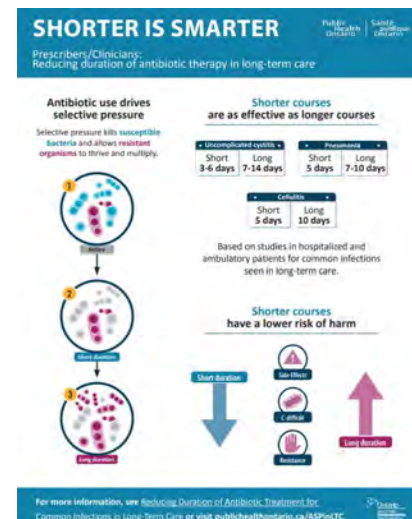 SHORTER IS SMARTER
Public
Health
Ontario
Santé
publique
Ontario
Prescribers/Clinicians:
Reducing duration of antibiotic therapy in long-term care
Antibiotic use drives
selective pressure
Selective pressure kills susceptible
bacteria and allows resistant
organisms to thrive and multiply.
1
Before
2
Short duration
3
Long duration
Shorter courses
are as effective as longer courses
Uncomplicated cystitis
Short Long
3-6 days 7-14 days
Pneumonia
Short Long
5 days 7-10 days
Cellulitis
Short Long
5 days 10 days
Based on studies in hospitalized and
ambulatory patients for common infections
seen in long-term care.
Shorter courses
have a lower risk of harm
Short duration
Side Effects
C difficile
Resistance
Long duration
For more information, see Reducing Duration of Antibiotic Treatment for
Common Infections in Long-Term Care or visit publichealthontario.ca/ASPinLTC
Ontario